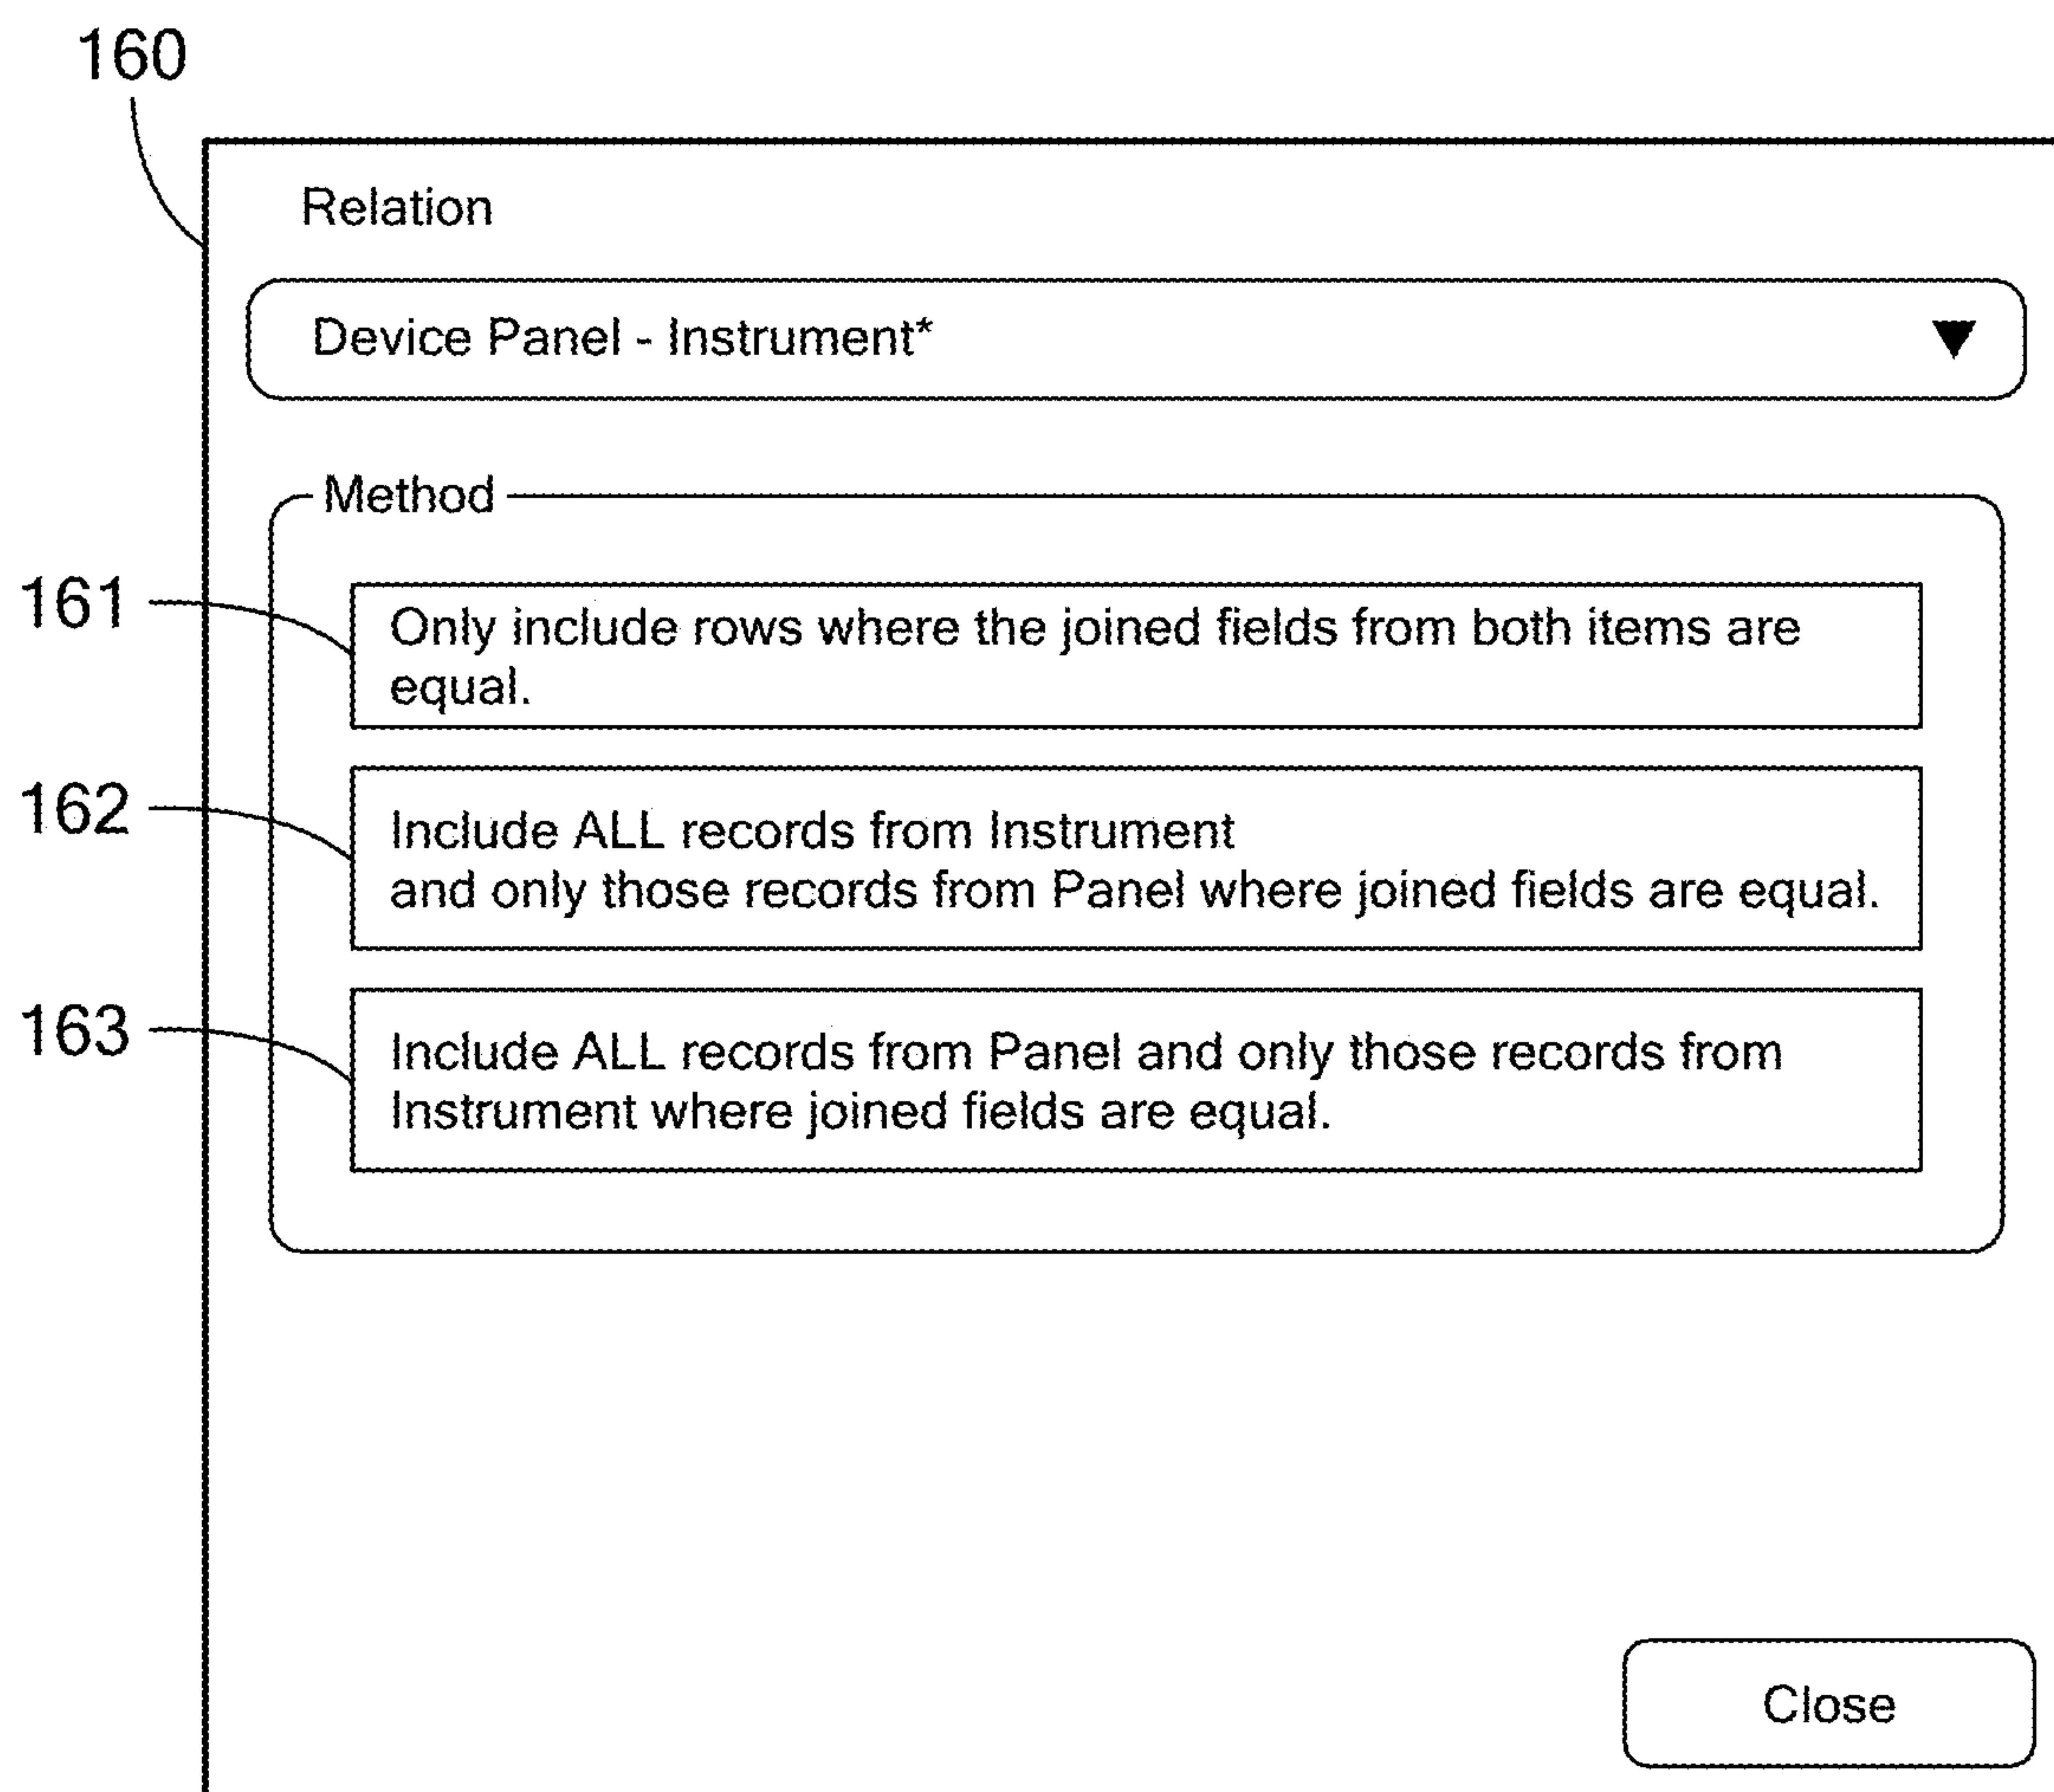 160
Relation
Device Panel - Instrument*
Method
161
Only include rows where the joined fields from both items are
equal.
162
Include ALL records from Instrument
and only those records from Panel where joined fields are equal.
163
Include ALL records from Panel and only those records from
Instrument where joined fields are equal.
Close